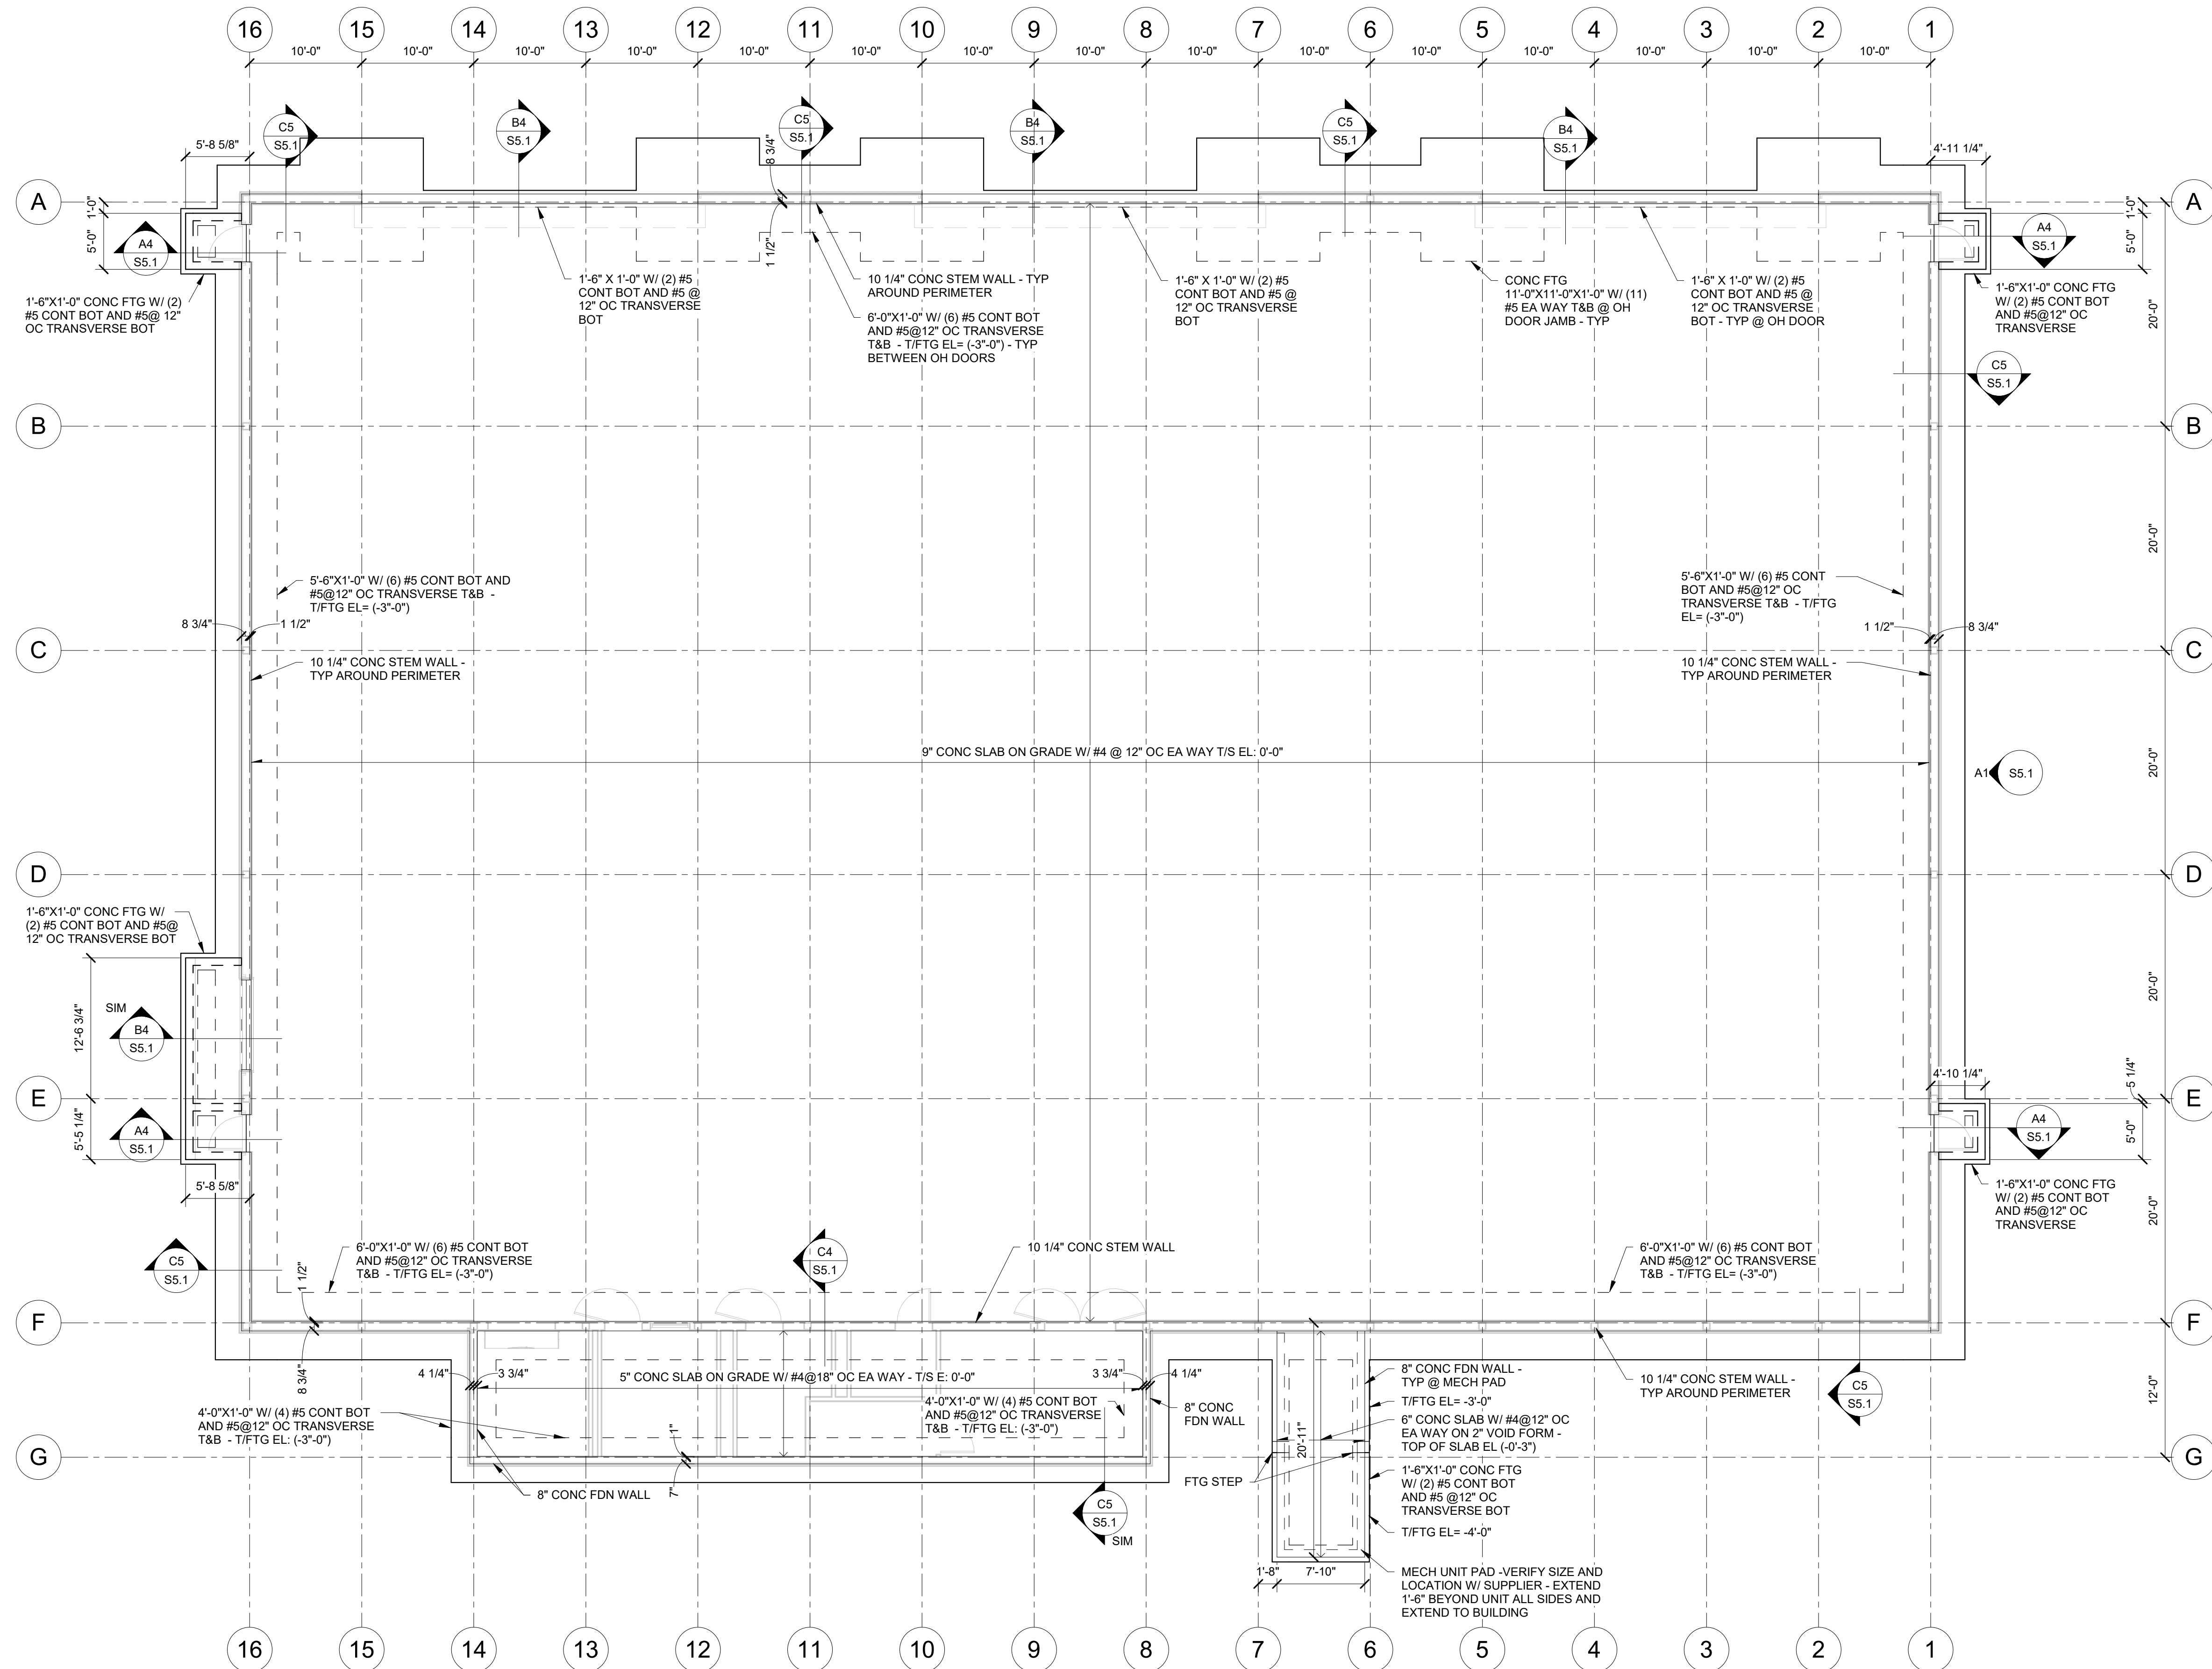 16 15 14 13 12 11 10 9 8 7 6 5 4 3 2 1
10'-0" 10'-0" 10'-0" 10'-0" 10'-0" 10'-0" 10'-0" 10'-0" 10'-0" 10'-0" 10'-0" 10'-0" 10'-0" 10'-0" 10'-0"
C5
S5.1
B4
S5.1
C5
S5.1
B4
S5.1
C5
S5.1
B4
S5.1
5'-8 5/8"
8 3/4"
4'-11 1/4"
A
A
1'-0"
1'-0"
5'-0"
A4
S5.1
1 1/2"
A4
S5.1
5'-0"
1'-6"X1'-0" CONC FTG W/ (2)
#5 CONT BOT AND #5@ 12"
OC TRANSVERSE BOT
1'-6" X 1'-0" W/ (2) #5
CONT BOT AND #5 @
12" OC TRANSVERSE
BOT
10 1/4" CONC STEM WALL - TYP
AROUND PERIMETER
6'-0"X1'-0" W/ (6) #5 CONT BOT
AND #5@12" OC TRANSVERSE
T&B - T/FTG EL= (-3"-0") - TYP
BETWEEN OH DOORS
1'-6" X 1'-0" W/ (2) #5
CONT BOT AND #5 @
12" OC TRANSVERSE
BOT
CONC FTG
11'-0"X11'-0"X1'-0" W/ (11)
#5 EA WAY T&B @ OH
DOOR JAMB - TYP
1'-6" X 1'-0" W/ (2) #5
CONT BOT AND #5 @
12" OC TRANSVERSE
BOT - TYP @ OH DOOR
1'-6"X1'-0" CONC FTG
W/ (2) #5 CONT BOT
AND #5@12" OC
TRANSVERSE
20'-0"
C5
S5.1
B
B
20'-0"
5'-6"X1'-0" W/ (6) #5 CONT BOT AND
#5@12" OC TRANSVERSE T&B -
T/FTG EL= (-3"-0")
5'-6"X1'-0" W/ (6) #5 CONT
BOT AND #5@12" OC
TRANSVERSE T&B - T/FTG
EL= (-3"-0")
8 3/4"
1 1/2"
1 1/2"
8 3/4"
C
C
10 1/4" CONC STEM WALL -
TYP AROUND PERIMETER
10 1/4" CONC STEM WALL -
TYP AROUND PERIMETER
9" CONC SLAB ON GRADE W/ #4 @ 12" OC EA WAY T/S EL: 0'-0"
20'-0"
A1
S5.1
D
D
1'-6"X1'-0" CONC FTG W/
(2) #5 CONT BOT AND #5@
12" OC TRANSVERSE BOT
20'-0"
12'-6 3/4"
SIM
B4
S5.1
4'-10 1/4"
5 1/4"
E
E
5'-5 1/4"
A4
S5.1
A4
S5.1
5'-0"
5'-8 5/8"
1'-6"X1'-0" CONC FTG
W/ (2) #5 CONT BOT
AND #5@12" OC
TRANSVERSE
20'-0"
C5
S5.1
1 1/2"
6'-0"X1'-0" W/ (6) #5 CONT BOT
AND #5@12" OC TRANSVERSE
T&B - T/FTG EL= (-3"-0")
C4
S5.1
10 1/4" CONC STEM WALL
6'-0"X1'-0" W/ (6) #5 CONT BOT
AND #5@12" OC TRANSVERSE
T&B - T/FTG EL= (-3"-0")
F
F
8 3/4"
4 1/4"
3 3/4"
5" CONC SLAB ON GRADE W/ #4@18" OC EA WAY - T/S E: 0'-0"
3 3/4"
4 1/4"
8" CONC FDN WALL -
TYP @ MECH PAD
T/FTG EL= -3'-0"
6" CONC SLAB W/ #4@12" OC
EA WAY ON 2" VOID FORM -
TOP OF SLAB EL (-0'-3")
10 1/4" CONC STEM WALL -
TYP AROUND PERIMETER
C5
S5.1
12'-0"
4'-0"X1'-0" W/ (4) #5 CONT BOT
AND #5@12" OC TRANSVERSE
T&B - T/FTG EL: (-3"-0")
4'-0"X1'-0" W/ (4) #5 CONT BOT
AND #5@12" OC TRANSVERSE
T&B - T/FTG EL: (-3"-0")
8" CONC
FDN WALL
20'-11"
1"
G
G
7"
8" CONC FDN WALL
FTG STEP
1'-6"X1'-0" CONC FTG
W/ (2) #5 CONT BOT
AND #5 @12" OC
TRANSVERSE BOT
C5
S5.1
SIM
T/FTG EL= -4'-0"
1'-8"
7'-10"
MECH UNIT PAD -VERIFY SIZE AND
LOCATION W/ SUPPLIER - EXTEND
1'-6" BEYOND UNIT ALL SIDES AND
EXTEND TO BUILDING
16 15 14 13 12 11 10 9 8 7 6 5 4 3 2 1